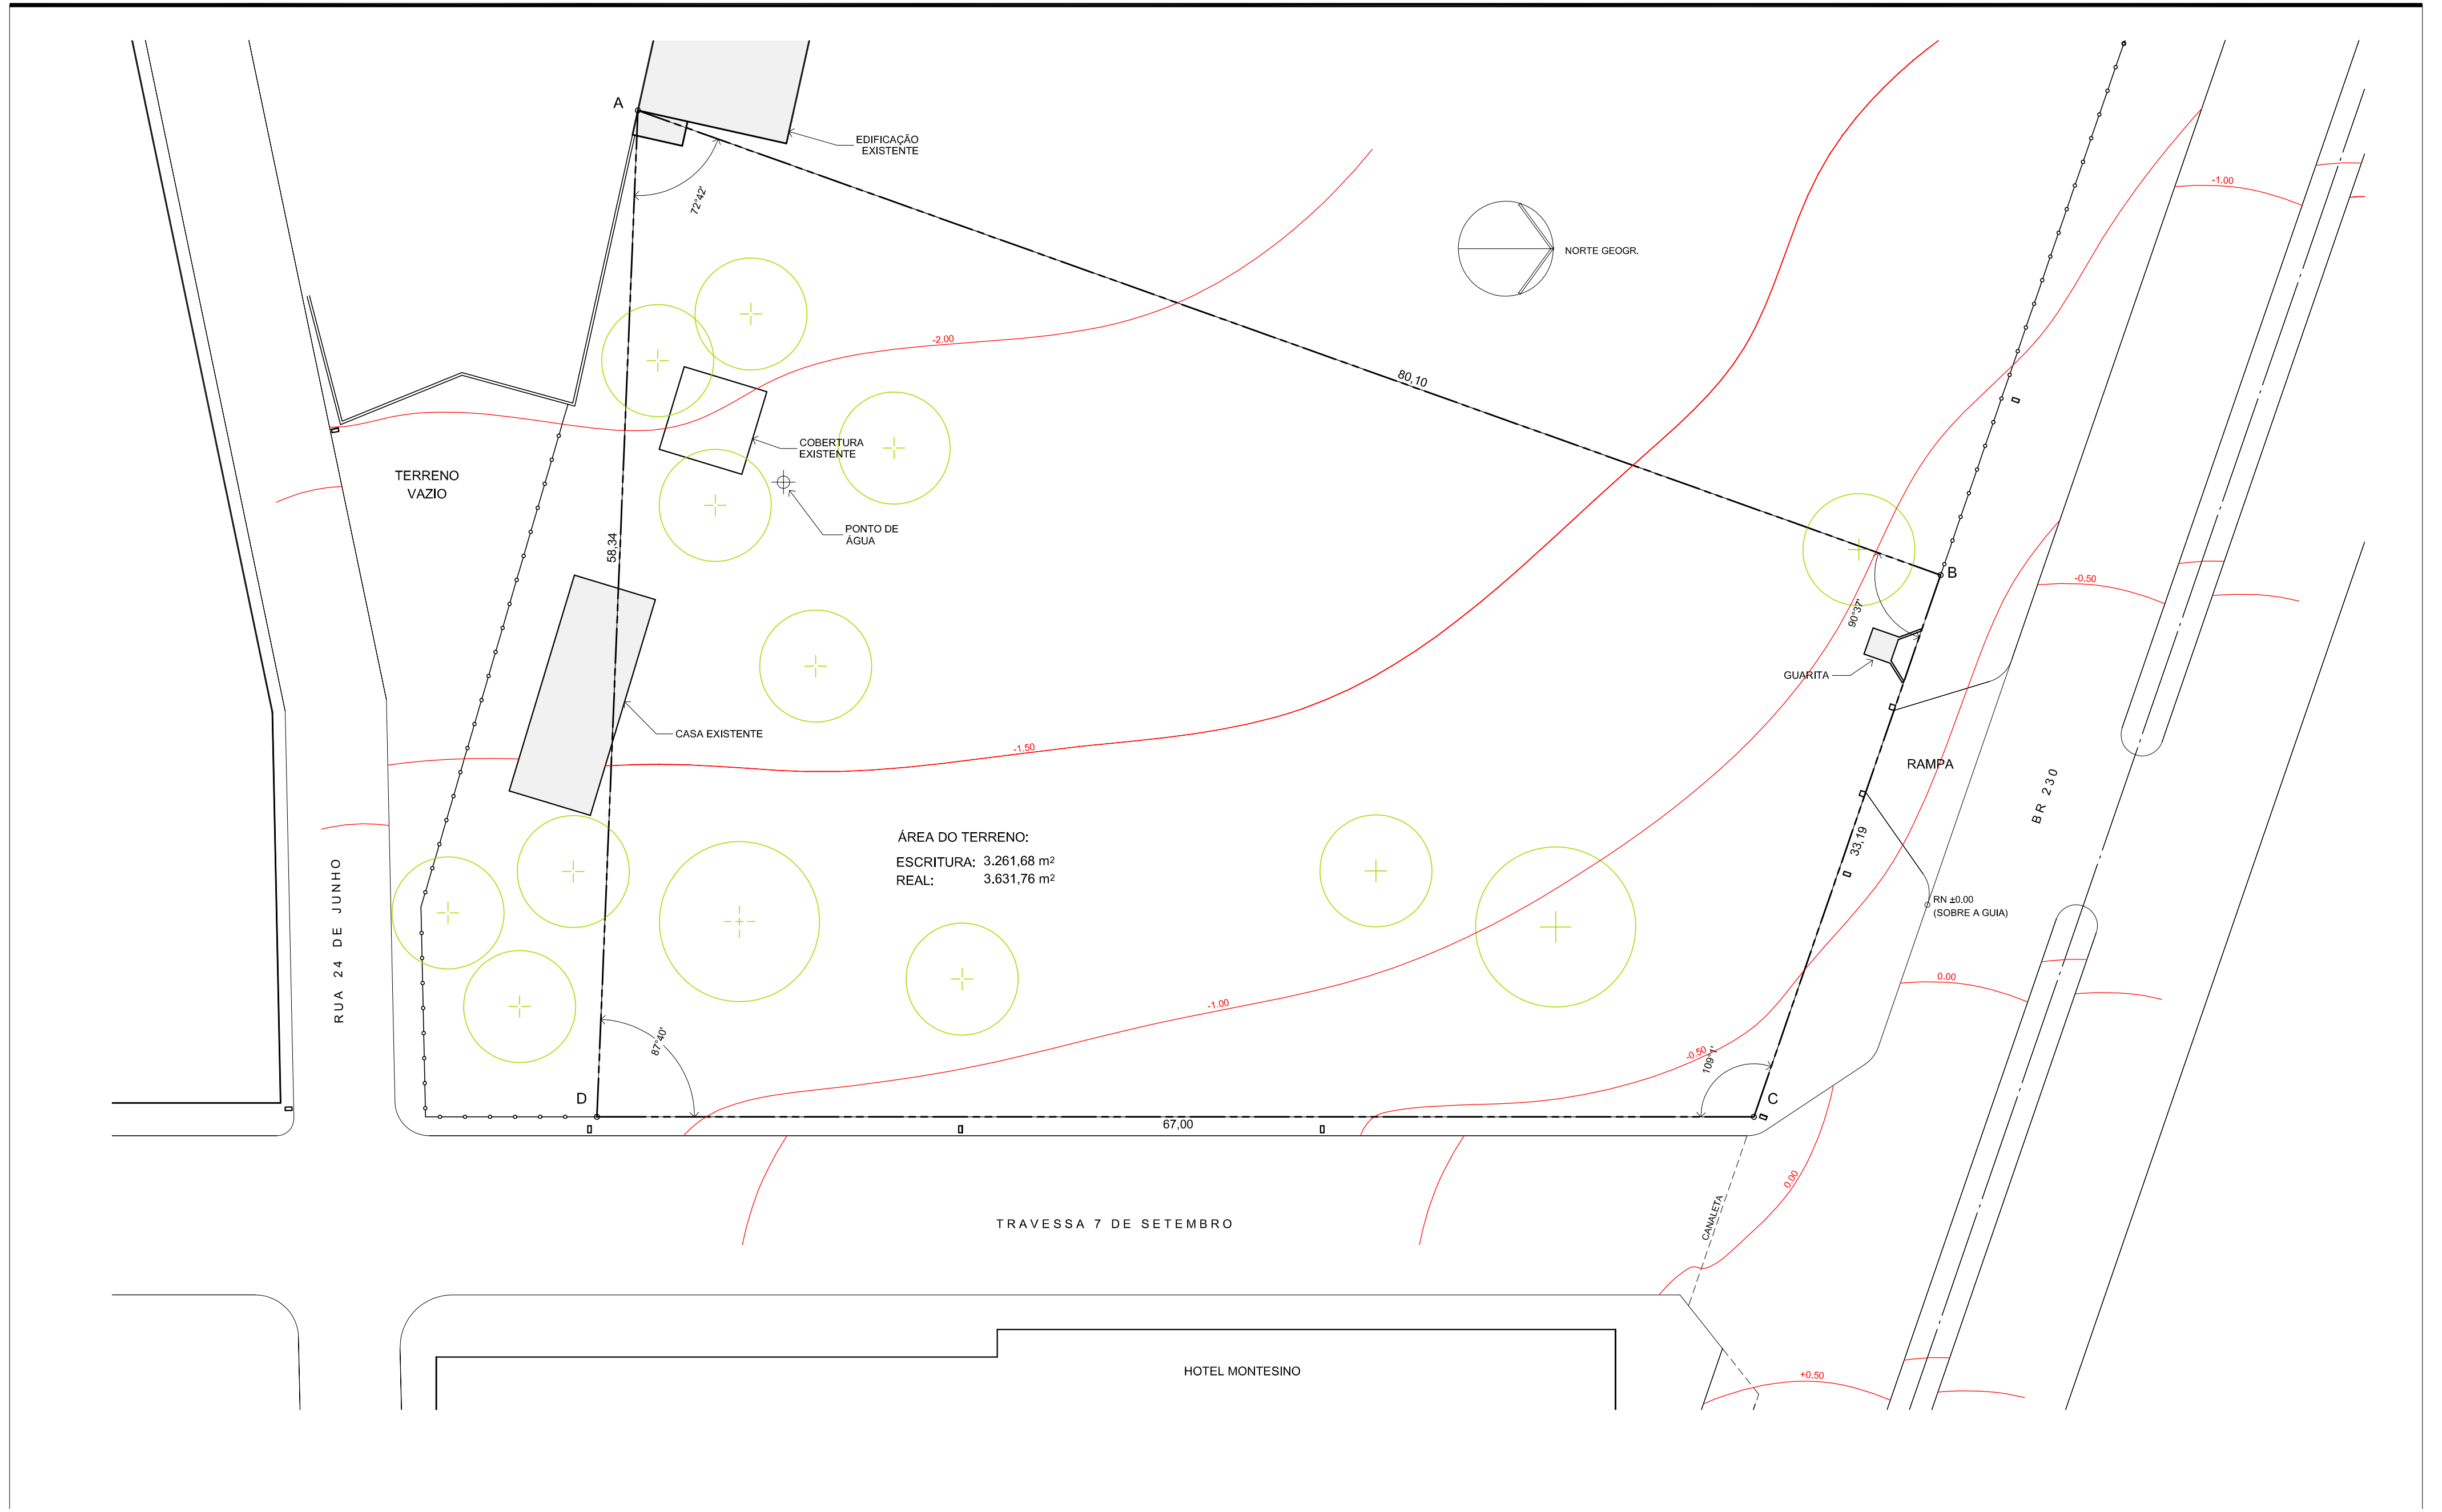 A
EDIFICAÇÃO
EXISTENTE
72°42'
-1.00
NORTE GEOGR.
-2.00
80,10
COBERTURA
EXISTENTE
TERRENO
VAZIO
PONTO DE
ÁGUA
58,34
B
-0.50
90°37'
GUARITA
CASA EXISTENTE
-1.50
RAMPA
BR 230
ÁREA DO TERRENO:
ESCRITURA: 3.261,68 m²
REAL: 3.631,76 m²
33,19
RUA 24 DE JUNHO
RN ±0.00
(SOBRE A GUIA)
0.00
-1.00
87°40'
-0.50
109°1'
D
C
67,00
0.00
CANALETA
TRAVESSA 7 DE SETEMBRO
HOTEL MONTESINO
+0.50